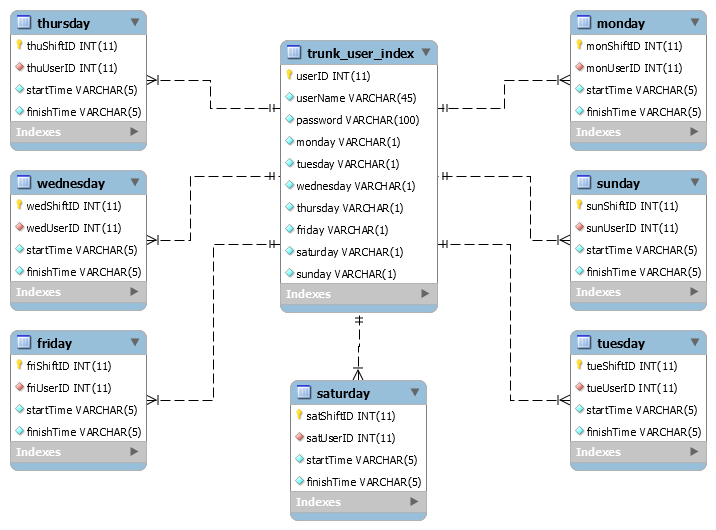 thursday
thuShiftID INT(11)
thuUserID INT(11)
startTime VARCHAR(5)
finishTime VARCHAR(5)
Indexes
wednesday
wedShiftID INT(11)
wedUserID INT(11)
startTime VARCHAR(5)
finishTime VARCHAR(5)
Indexes
friday
friShiftID INT(11)
friUserID INT(11)
startTime VARCHAR(5)
finishTime VARCHAR(5)
Indexes
trunk_user_index
userID INT(11)
userName VARCHAR(45)
password VARCHAR(100)
monday VARCHAR(1)
tuesday VARCHAR(1)
wednesday VARCHAR(1)
thursday VARCHAR(1)
friday VARCHAR(1)
saturday VARCHAR(1)
sunday VARCHAR(1)
Indexes
saturday
satShiftID INT(11)
satUserID INT(11)
startTime VARCHAR(5)
finishTime VARCHAR(5)
Indexes
monday
monShiftID INT(11)
monUserID INT(11)
startTime VARCHAR(5)
finishTime VARCHAR(5)
Indexes
sunday
sunShiftID INT(11)
sunUserID INT(11)
startTime VARCHAR(5)
finishTime VARCHAR(5)
Indexes
tuesday
tueShiftID INT(11)
tueUserID INT(11)
startTime VARCHAR(5)
finishTime VARCHAR(5)
Indexes